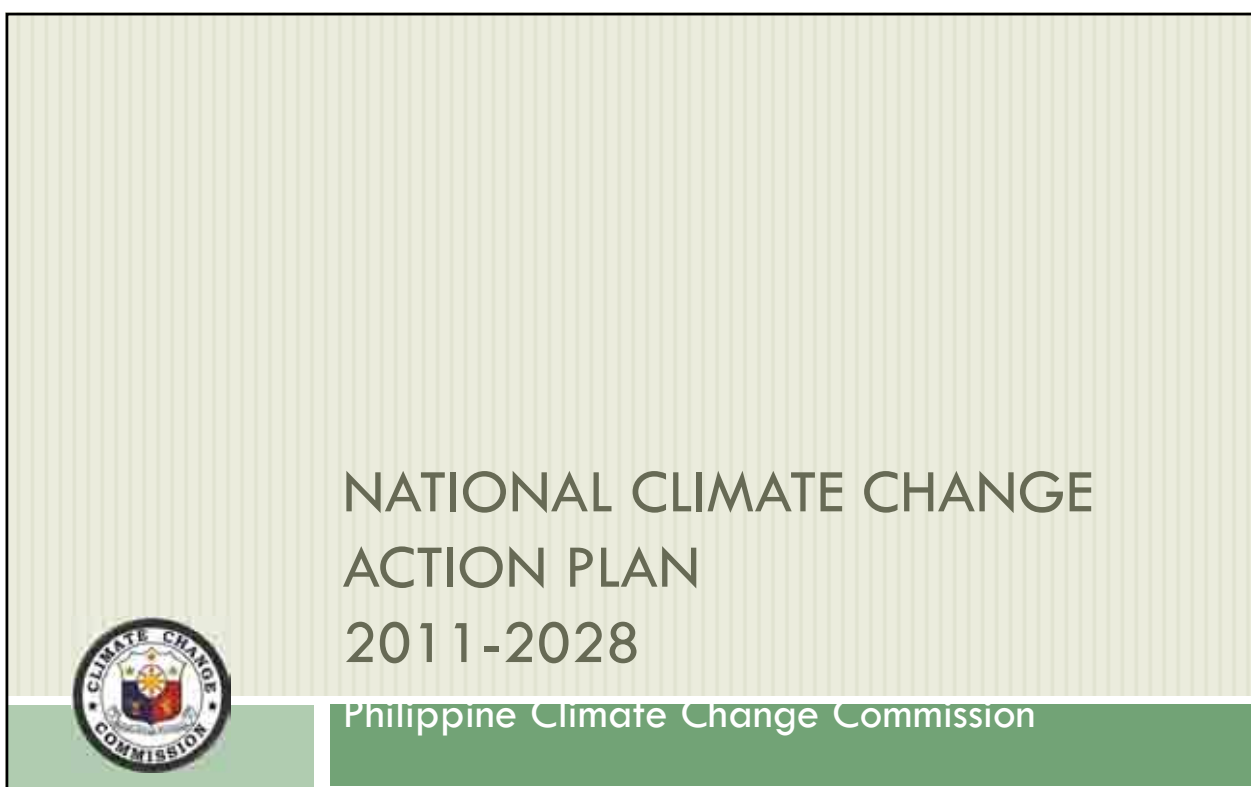 NATIONAL CLIMATE CHANGE
ACTION PLAN
2011-2028
Philippine Climate Change Commission
CLIMATE CHANGE
COMMISSION